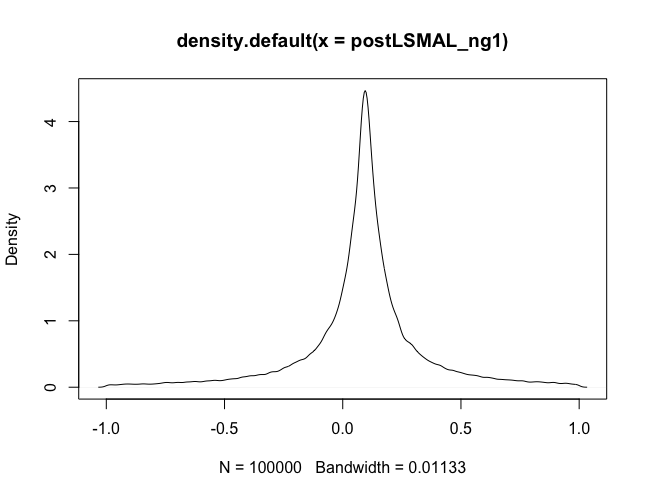 density.default(x = postLSMAL_ng1)
Density
4
3
2
1
0
-1.0 -0.5 0.0 0.5 1.0
N = 100000 Bandwidth = 0.01133